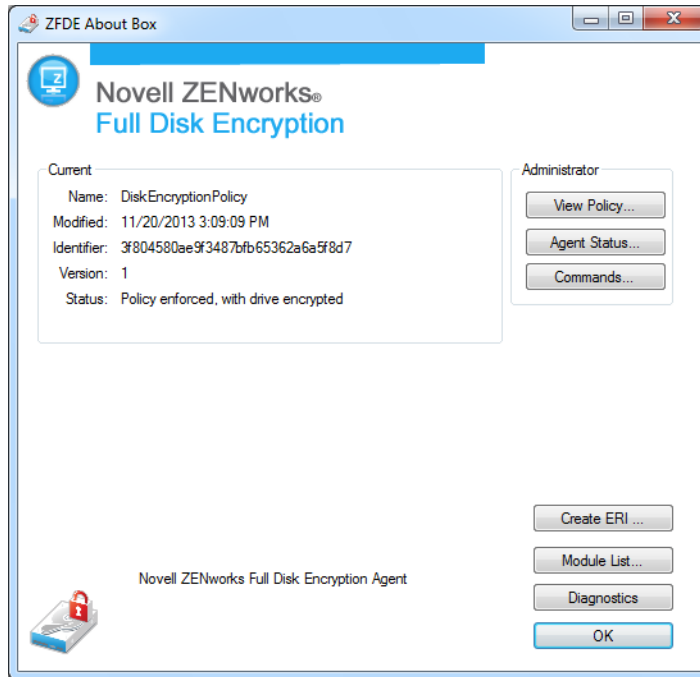 ZFDE About Box
Z
Novell ZENworks®
Full Disk Encryption
Current
Name: DiskEncryptionPolicy
Modified: 11/20/2013 3:09:09 PM
Identifier: 3f804580ae9f3487bfb65362a6a5f8d7
Version: 1
Status: Policy enforced, with drive encrypted
Administrator
View Policy...
Agent Status...
Commands...
Create ERI ...
Module List...
Novell ZENworks Full Disk Encryption Agent
Diagnostics
OK